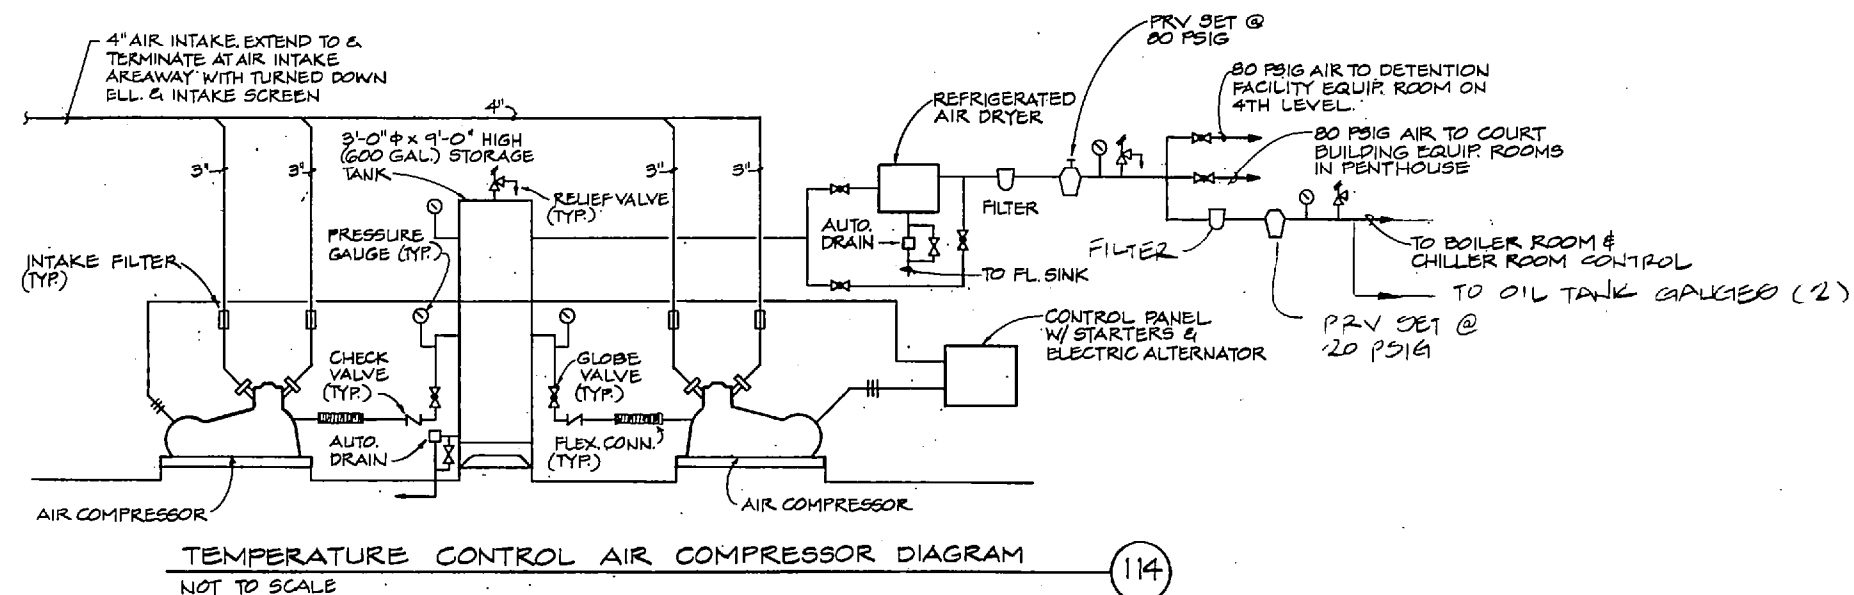 4" AIR INTAKE. EXTEND TO &
TERMINATE AT AIR INTAKE
AREAWAY WITH TURNED DOWN
ELL. & INTAKE SCREEN
4"
3'-0" Φ x 9'-0" HIGH
(600 GAL.) STORAGE
TANK
3"
3"
3"
3"
RELIEF VALVE
(TYP.)
PRESSURE
GAUGE (TYP.)
INTAKE FILTER
(TYP.)
CHECK
VALVE
(TYP.)
GLOBE
VALVE
(TYP.)
AUTO.
DRAIN
FLEX. CONN.
(TYP.)
AIR COMPRESSOR
AIR COMPRESSOR
CONTROL PANEL
W/ STARTERS &
ELECTRIC ALTERNATOR
REFRIGERATED
AIR DRYER
AUTO.
DRAIN
TO FL. SINK
FILTER
PRV SET @
80 PSIG
80 PSIG AIR TO DETENTION
FACILITY EQUIP. ROOM ON
4TH LEVEL.
80 PSIG AIR TO COURT
BUILDING EQUIP. ROOMS
IN PENTHOUSE
FILTER
TO BOILER ROOM &
CHILLER ROOM CONTROL
TO OIL TANK GAUGES (2)
PRV SET @
20 PSIG
TEMPERATURE CONTROL AIR COMPRESSOR DIAGRAM
114
NOT TO SCALE